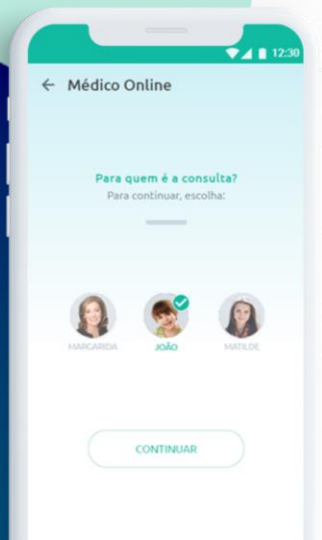 12:30
Médico Online
Para quem é a consulta?
Para continuar, escolha:
MARGARIDA JOÃO MATILDE
CONTINUAR